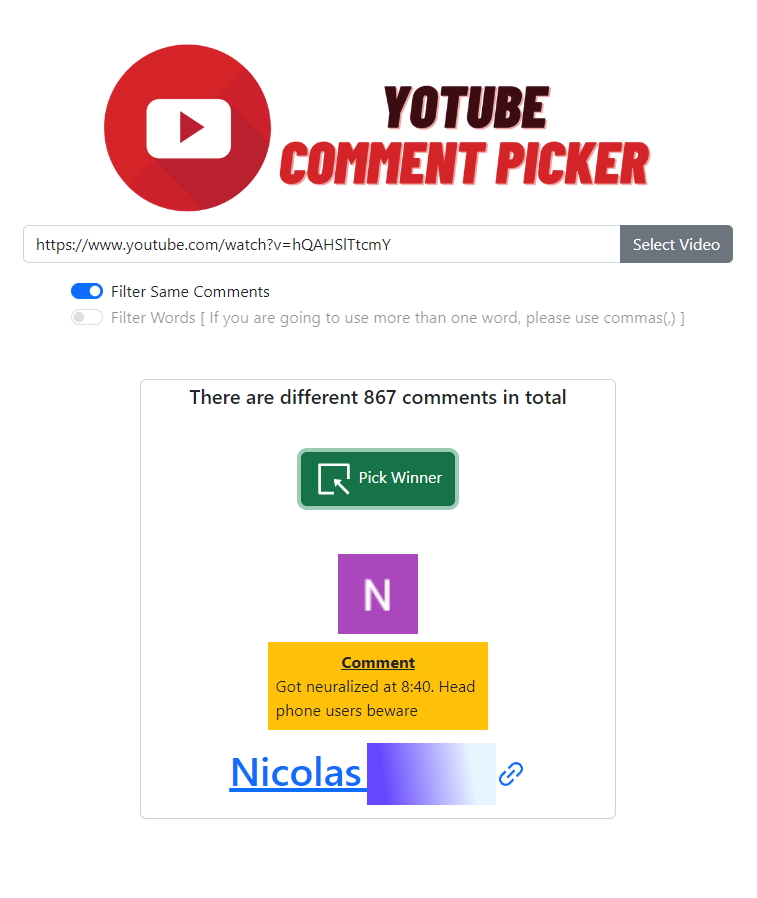 YOTUBE
COMMENT PICKER
https://www.youtube.com/watch?v=hQAHSlTtcmY
Select Video
Filter Same Comments
Filter Words [ If you are going to use more than one word, please use commas(,) ]
There are different 867 comments in total
Pick Winner
N
Comment
Got neuralized at 8:40. Head
phone users beware
Nicolas